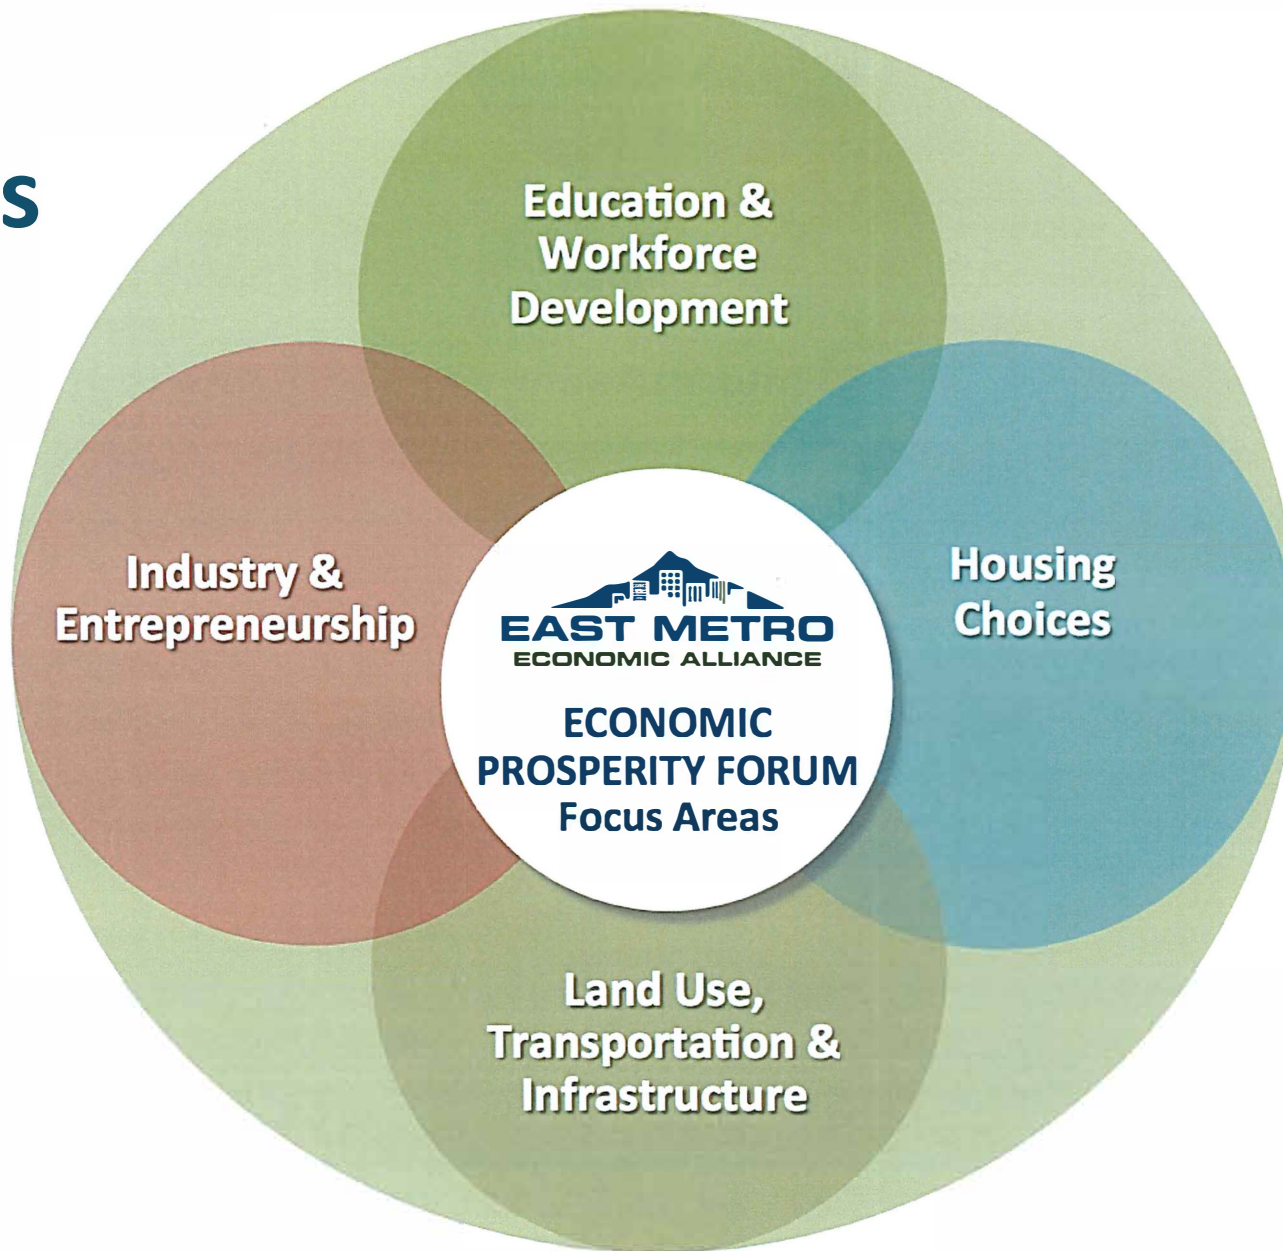 s
Education &
Workforce
Development
Industry &
Entrepreneurship
Housing
Choices
EAST METRO
ECONOMIC ALLIANCE
ECONOMIC
PROSPERITY FORUM
Focus Areas
Land Use,
Transportation &
Infrastructure